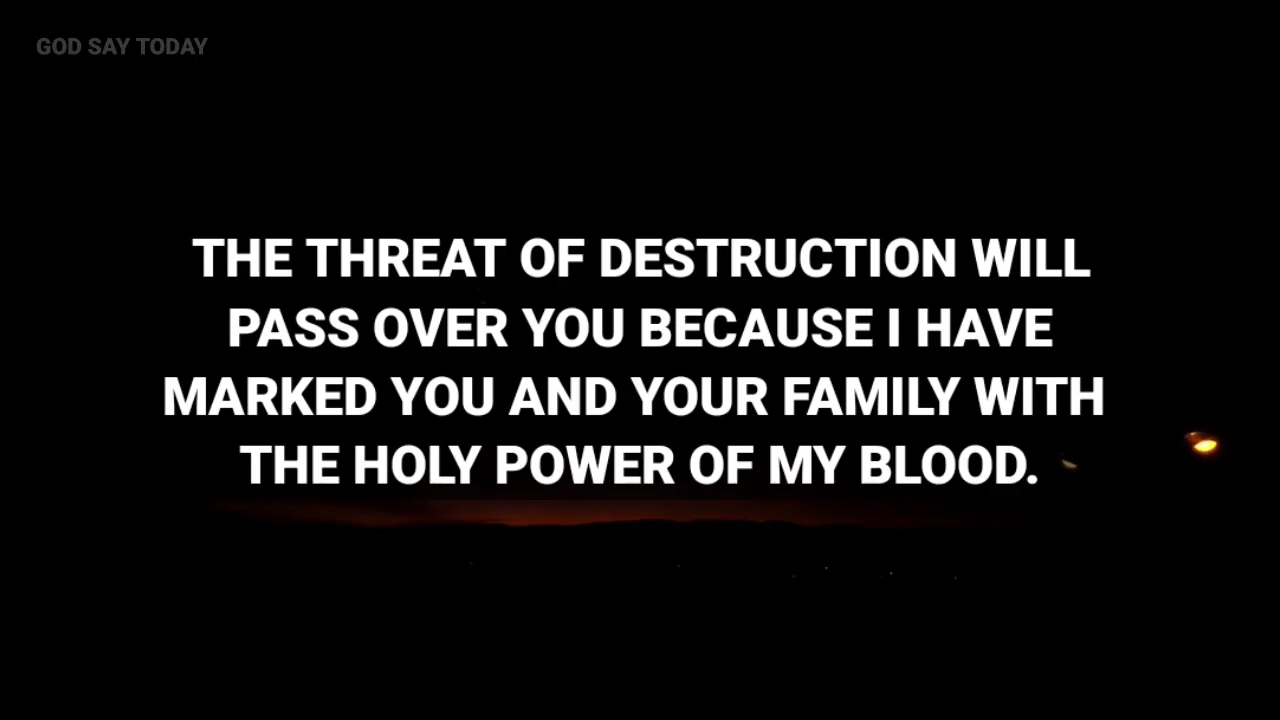 GOD SAY TODAY
THE THREAT OF DESTRUCTION WILL
PASS OVER YOU BECAUSE I HAVE
MARKED YOU AND YOUR FAMILY WITH
THE HOLY POWER OF MY BLOOD.